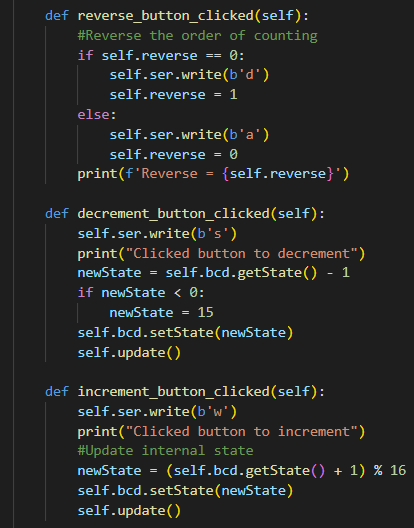 def reverse_button_clicked(self):
    #Reverse the order of counting
    if self.reverse == 0:
        self.ser.write(b'd')
        self.reverse = 1
    else:
        self.ser.write(b'a')
        self.reverse = 0
    print(f'Reverse = {self.reverse}')

def decrement_button_clicked(self):
    self.ser.write(b's')
    print("Clicked button to decrement")
    newState = self.bcd.getState() - 1
    if newState < 0:
        newState = 15
    self.bcd.setState(newState)
    self.update()

def increment_button_clicked(self):
    self.ser.write(b'w')
    print("Clicked button to increment")
    #Update internal state
    newState = (self.bcd.getState() + 1) % 16
    self.bcd.setState(newState)
    self.update()